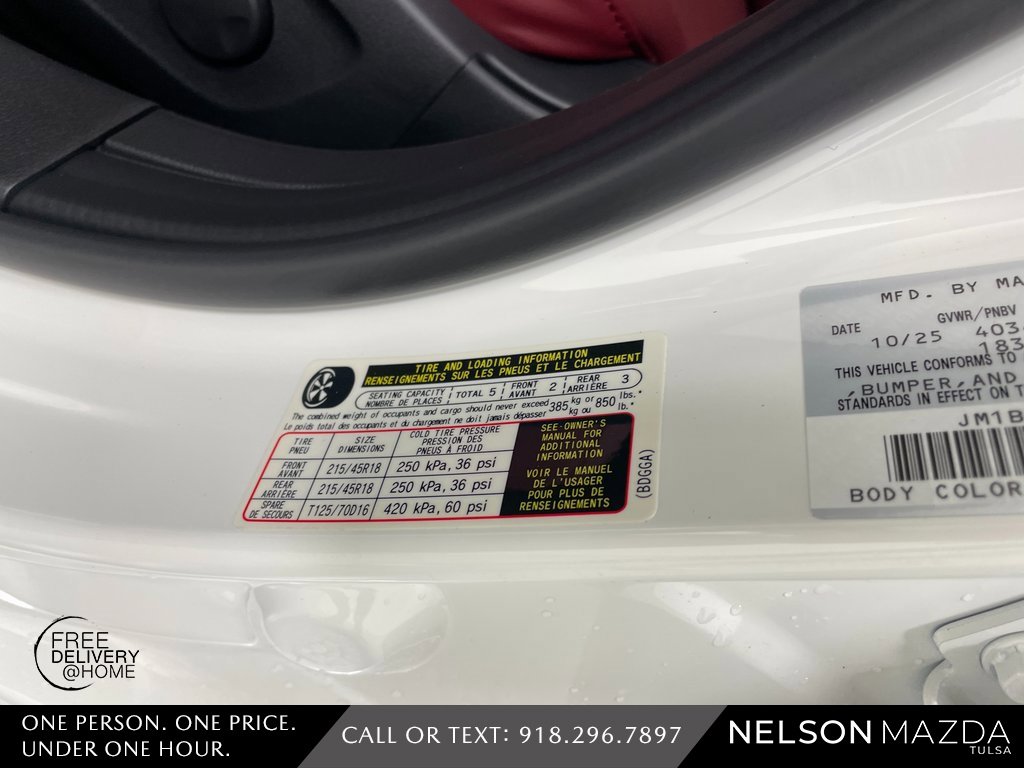 TIRE AND LOADING INFORMATION
RENSEIGNEMENTS SUR LES PNEUS ET LE CHARGEMENT
SEATING CAPACITY
NOMBRE DE PLACES
TOTAL 5
FRONT
AVANT
2
REAR
ARRIÈRE
3
The combined weight of occupants and cargo should never exceed
Le poids total des occupants et du chargement ne doit jamais dépasser
385 kg or 850 lbs.*
kg ou lb.*
TIRE
PNEU
SIZE
DIMENSIONS
COLD TIRE PRESSURE
PRESSION DES
PNEUS À FROID
FRONT
AVANT
215/45R18
250 kPa, 36 psi
REAR
ARRIÈRE
215/45R18
250 kPa, 36 psi
SPARE
DE SECOURS
T125/70D16
420 kPa, 60 psi
SEE OWNER'S
MANUAL FOR
ADDITIONAL
INFORMATION
VOIR LE MANUEL
DE L'USAGER
POUR PLUS DE
RENSEIGNEMENTS
(BDGGA)
MFD. BY MA
DATE
GVWR/PNBV
10/25
403
183
THIS VEHICLE CONFORMS TO
BUMPER, AND
STANDARDS IN EFFECT ON T
JM1B
BODY COLOR
FREE
DELIVERY
@HOME
ONE PERSON. ONE PRICE.
UNDER ONE HOUR.
CALL OR TEXT: 918.296.7897
NELSON MAZDA
TULSA